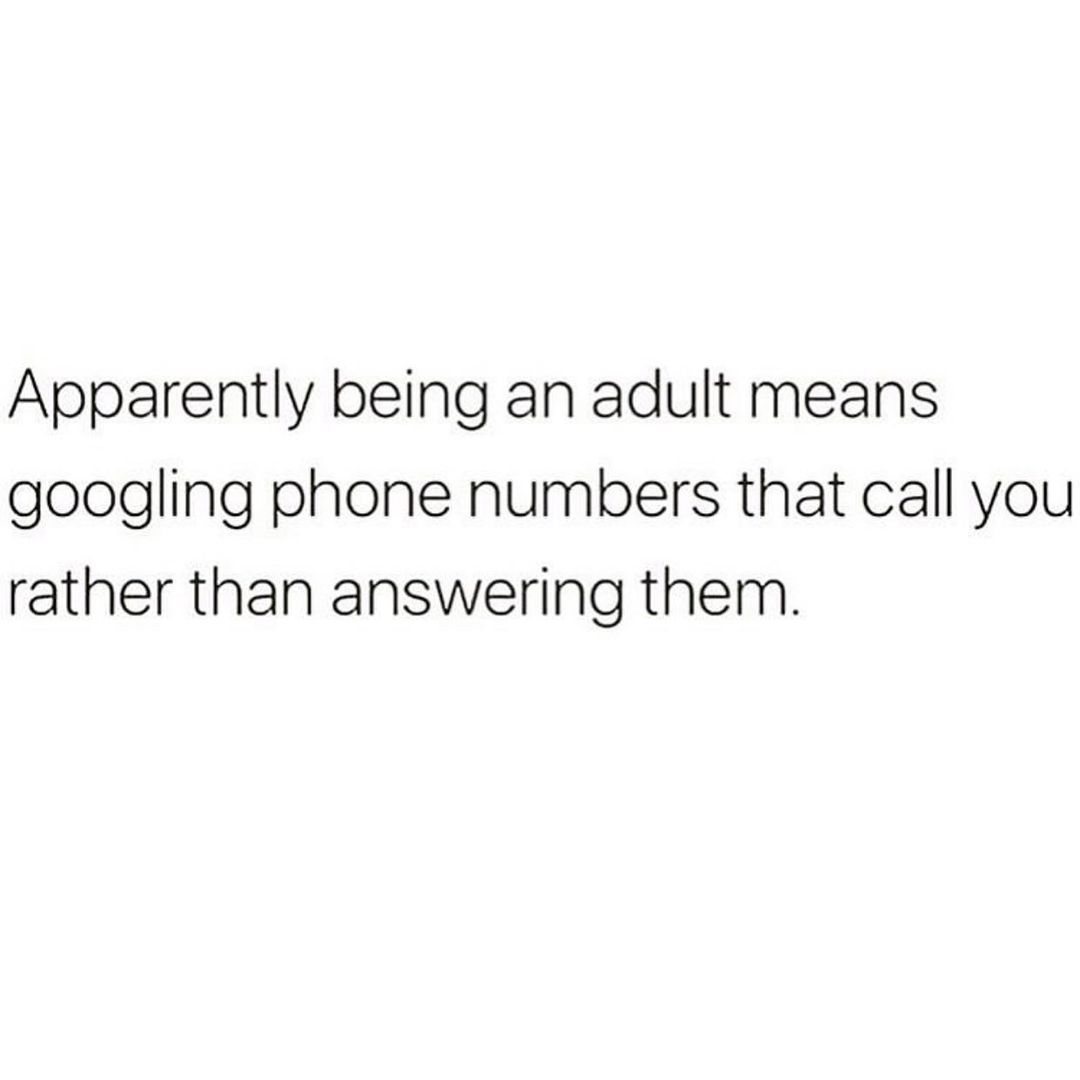 Apparently being an adult means
googling phone numbers that call you
rather than answering them.